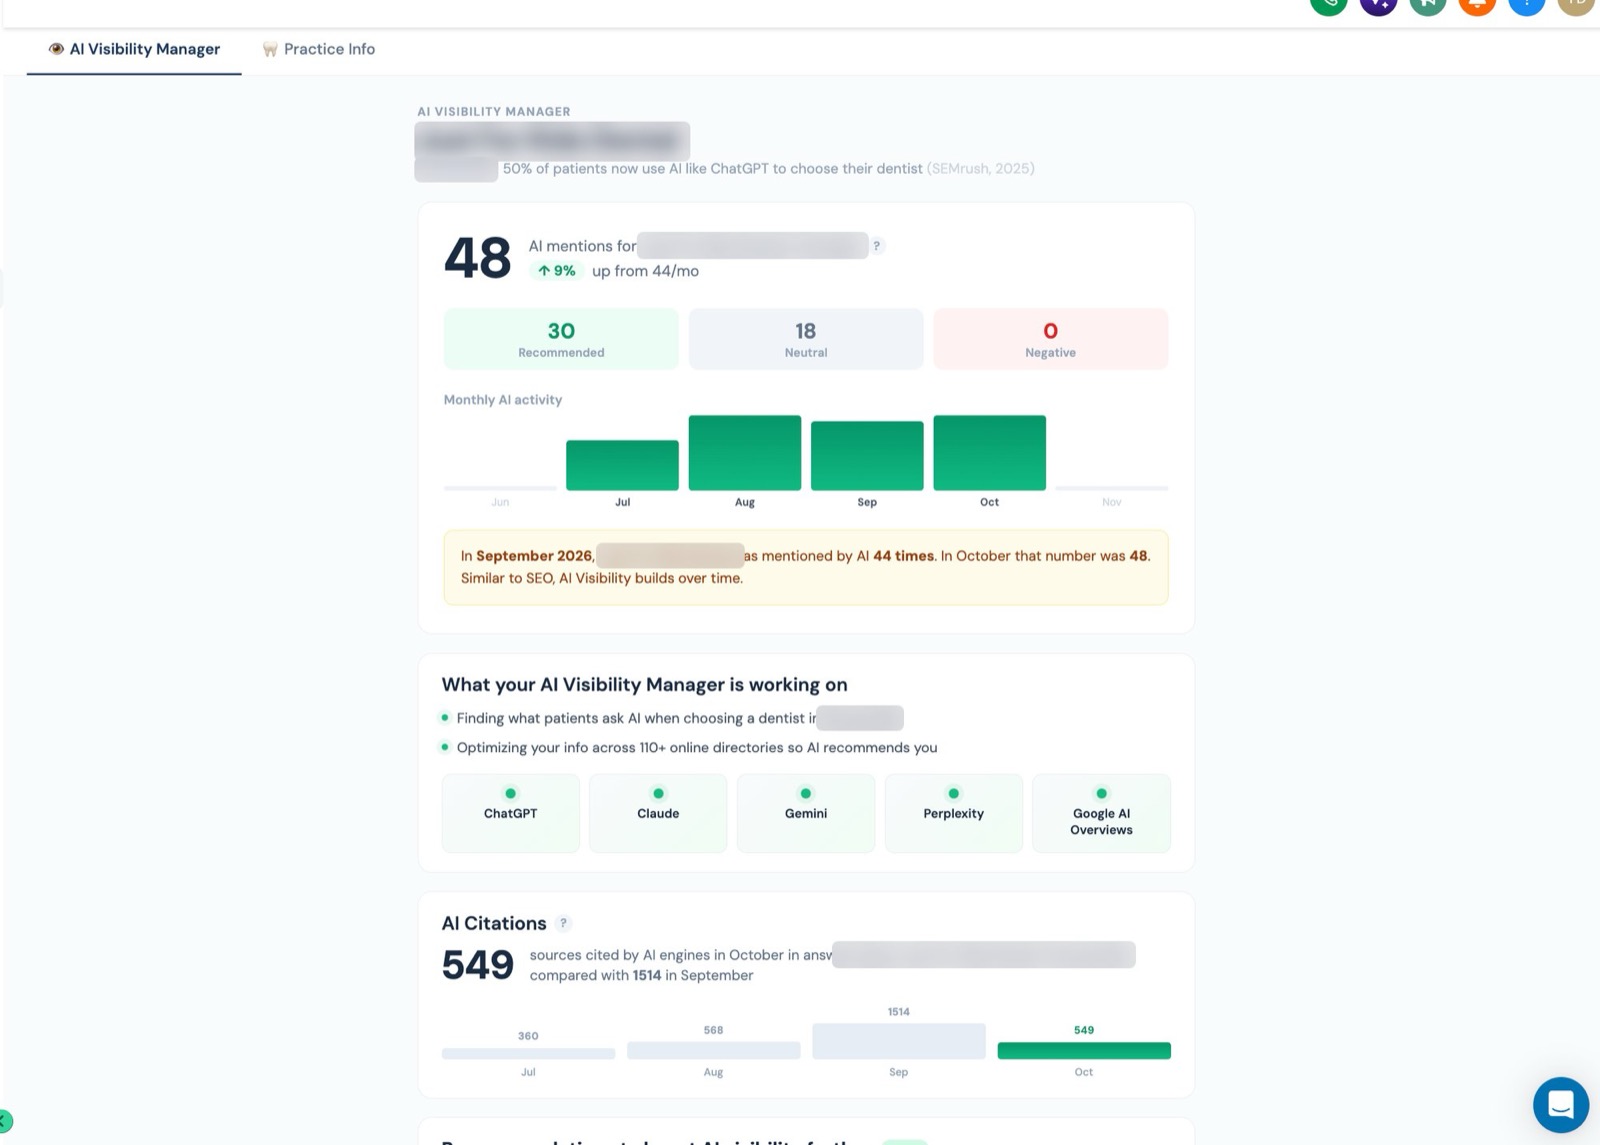 AI Visibility Manager
Practice Info
AI VISIBILITY MANAGER
50% of patients now use AI like ChatGPT to choose their dentist (SEMrush, 2025)
48
AI mentions for
?
↑ 9% up from 44/mo
30
Recommended
18
Neutral
0
Negative
Monthly AI activity
Jun
Jul
Aug
Sep
Oct
Nov
In September 2026, as mentioned by AI 44 times. In October that number was 48.
Similar to SEO, AI Visibility builds over time.
What your AI Visibility Manager is working on
Finding what patients ask AI when choosing a dentist
Optimizing your info across 110+ online directories so AI recommends you
ChatGPT
Claude
Gemini
Perplexity
Google AI
Overviews
AI Citations ?
549
sources cited by AI engines in October in
compared with 1514 in September
360
568
1514
549
Jul
Aug
Sep
Oct